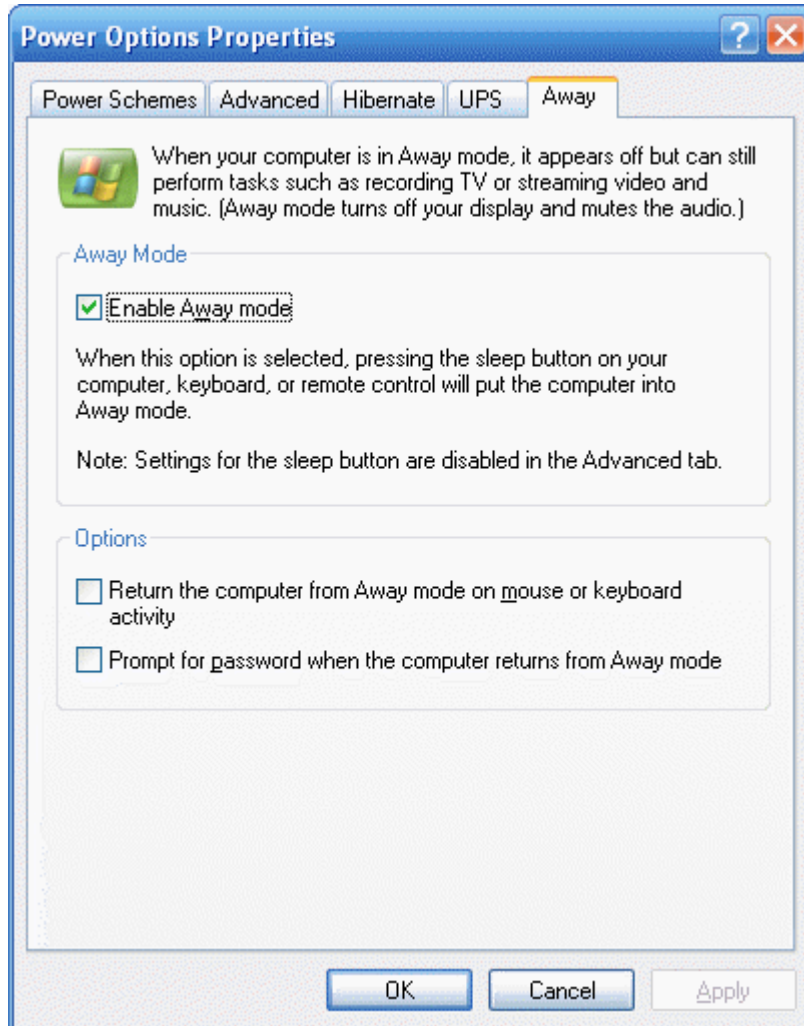 Power Options Properties
Power Schemes Advanced Hibernate UPS Away
When your computer is in Away mode, it appears off but can still
perform tasks such as recording TV or streaming video and
music. (Away mode turns off your display and mutes the audio.)
Away Mode
Enable Away mode
When this option is selected, pressing the sleep button on your
computer, keyboard, or remote control will put the computer into
Away mode.
Note: Settings for the sleep button are disabled in the Advanced tab.
Options
Return the computer from Away mode on mouse or keyboard
activity
Prompt for password when the computer returns from Away mode
OK Cancel Apply